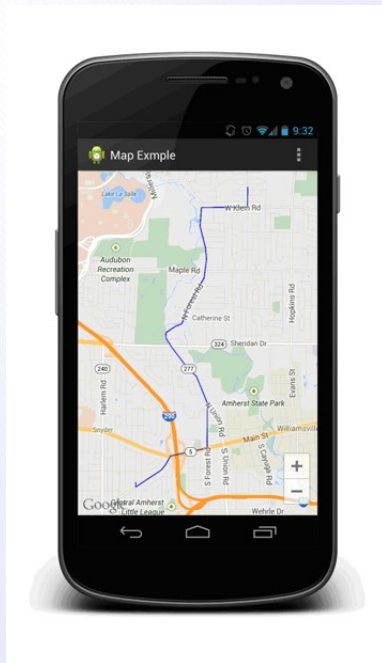 9:32
Map Exmple
Lake La Salle
Millersp
W Klein Rd
Audubon
Recreation
Complex
Maple Rd
N Forest Rd
Hopkins Rd
Catherine St
324
Sheridan Dr
240
277
Harlem Rd
Evans St
Amherst State Park
N Union Rd
290
Snyder
Main St
Williamsville
5
S Forest Rd
S Union Rd
S Cayuga Rd
+
−
Google
Central Amherst
Little League
Wehrle Dr